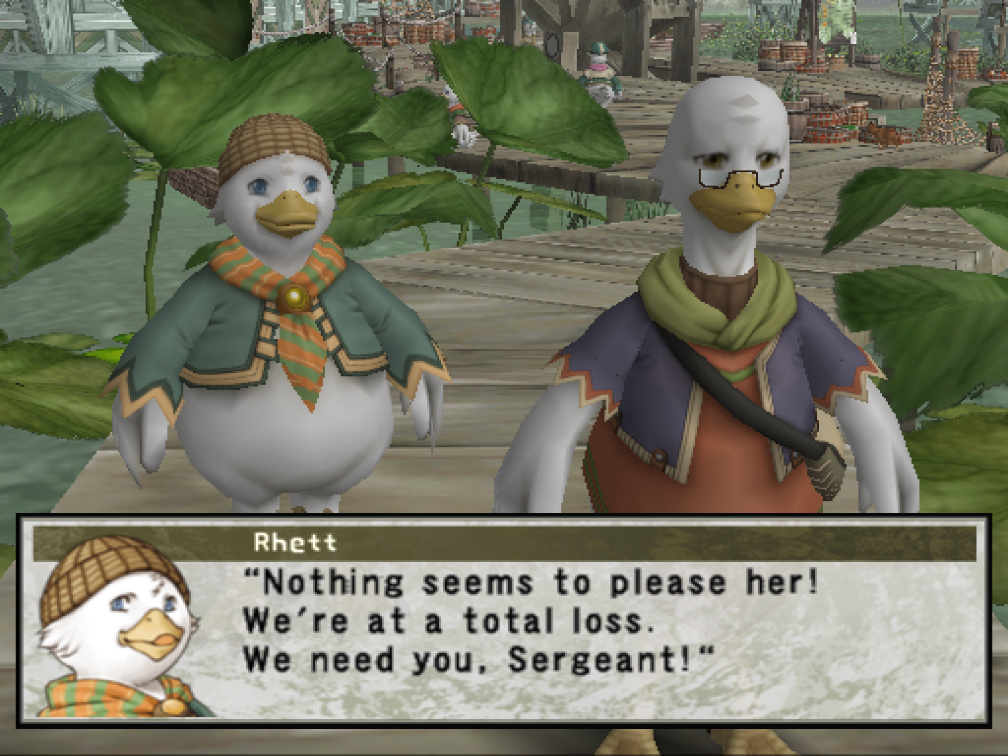 Rhett
“Nothing seems to please her!
We're at a total loss.
We need you, Sergeant!“